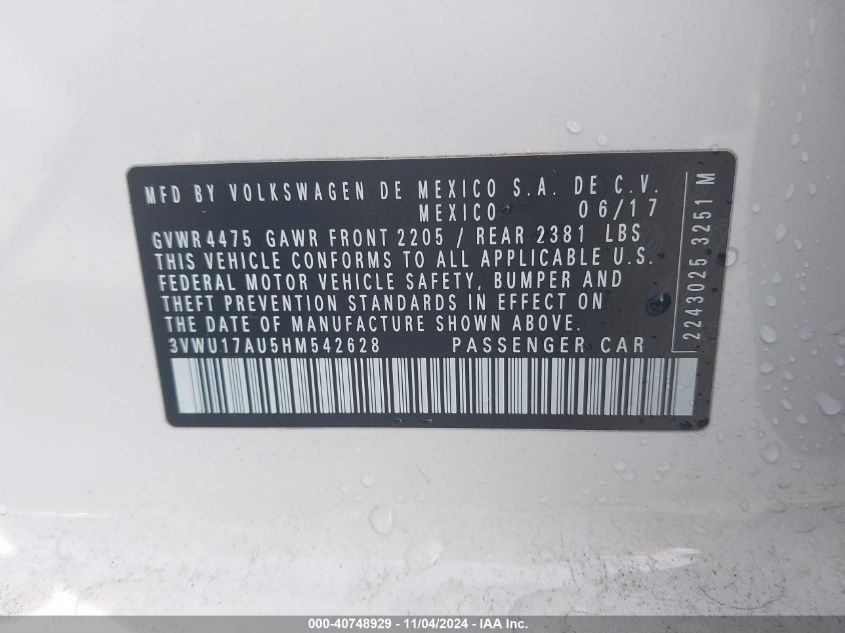 MFD BY VOLKSWAGEN DE MEXICO S.A. DE C.V.
MEXICO 06/17
GVWR 4475 GAWR FRONT 2205 / REAR 2381 LBS
THIS VEHICLE CONFORMS TO ALL APPLICABLE U.S.
FEDERAL MOTOR VEHICLE SAFETY, BUMPER AND
THEFT PREVENTION STANDARDS IN EFFECT ON
THE DATE OF MANUFACTURE SHOWN ABOVE.
3VWU17AU5HM542628 PASSENGER CAR
22430253251 M
000-40748929 - 11/04/2024 - IAA Inc.